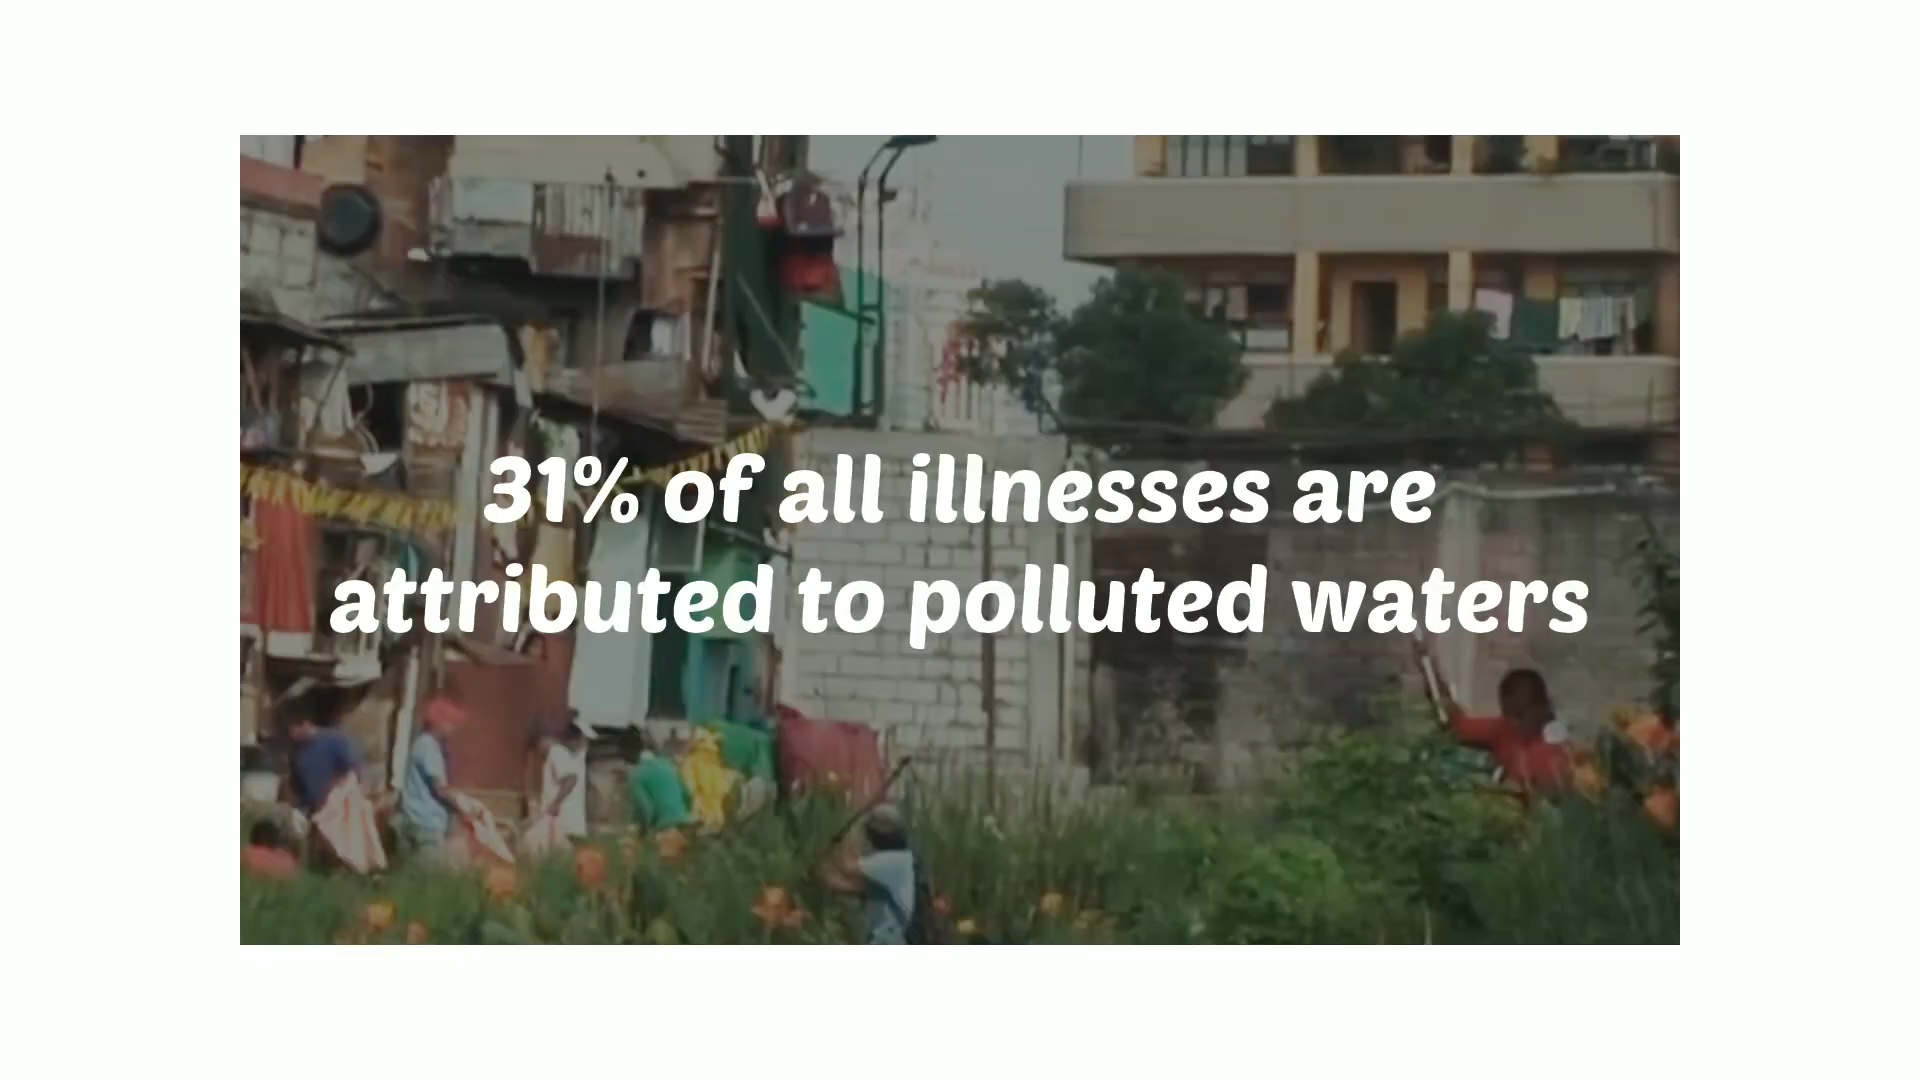 31% of all illnesses are
attributed to polluted waters